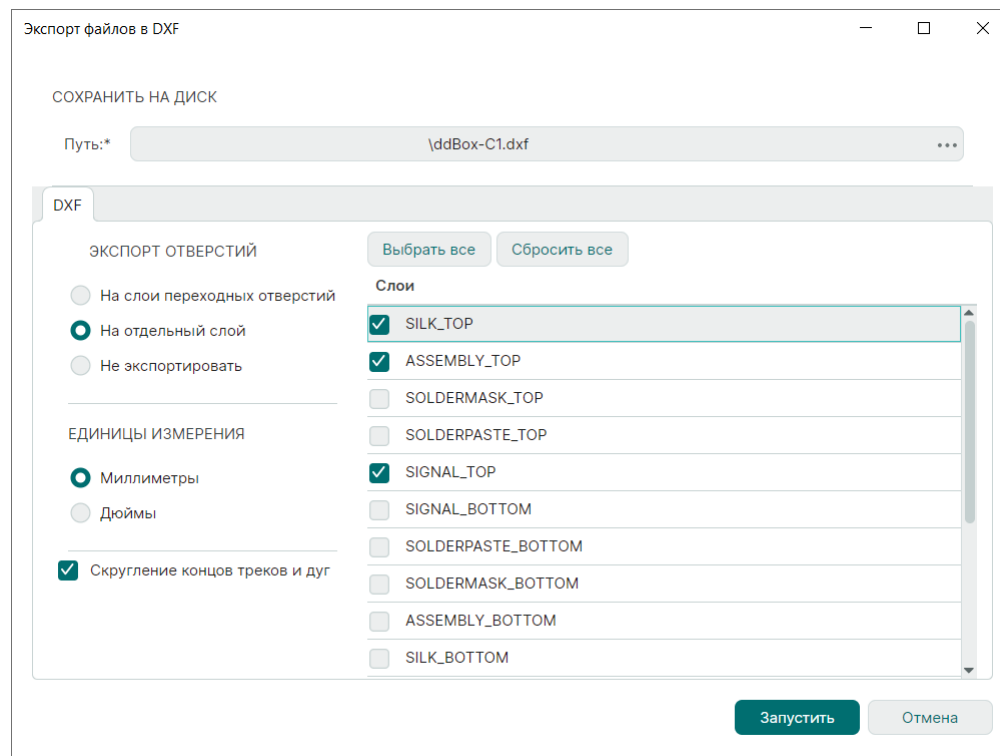 Экспорт файлов в DXF
СОХРАНИТЬ НА ДИСК
Путь:* \ddBox-C1.dxf ...
DXF
ЭКСПОРТ ОТВЕРСТИЙ
На слои переходных отверстий
На отдельный слой
Не экспортировать
ЕДИНИЦЫ ИЗМЕРЕНИЯ
Миллиметры
Дюймы
Скругление концов треков и дуг
Выбрать все Сбросить все
Слои
SILK_TOP
ASSEMBLY_TOP
SOLDERMASK_TOP
SOLDERPASTE_TOP
SIGNAL_TOP
SIGNAL_BOTTOM
SOLDERPASTE_BOTTOM
SOLDERMASK_BOTTOM
ASSEMBLY_BOTTOM
SILK_BOTTOM
Запустить Отмена